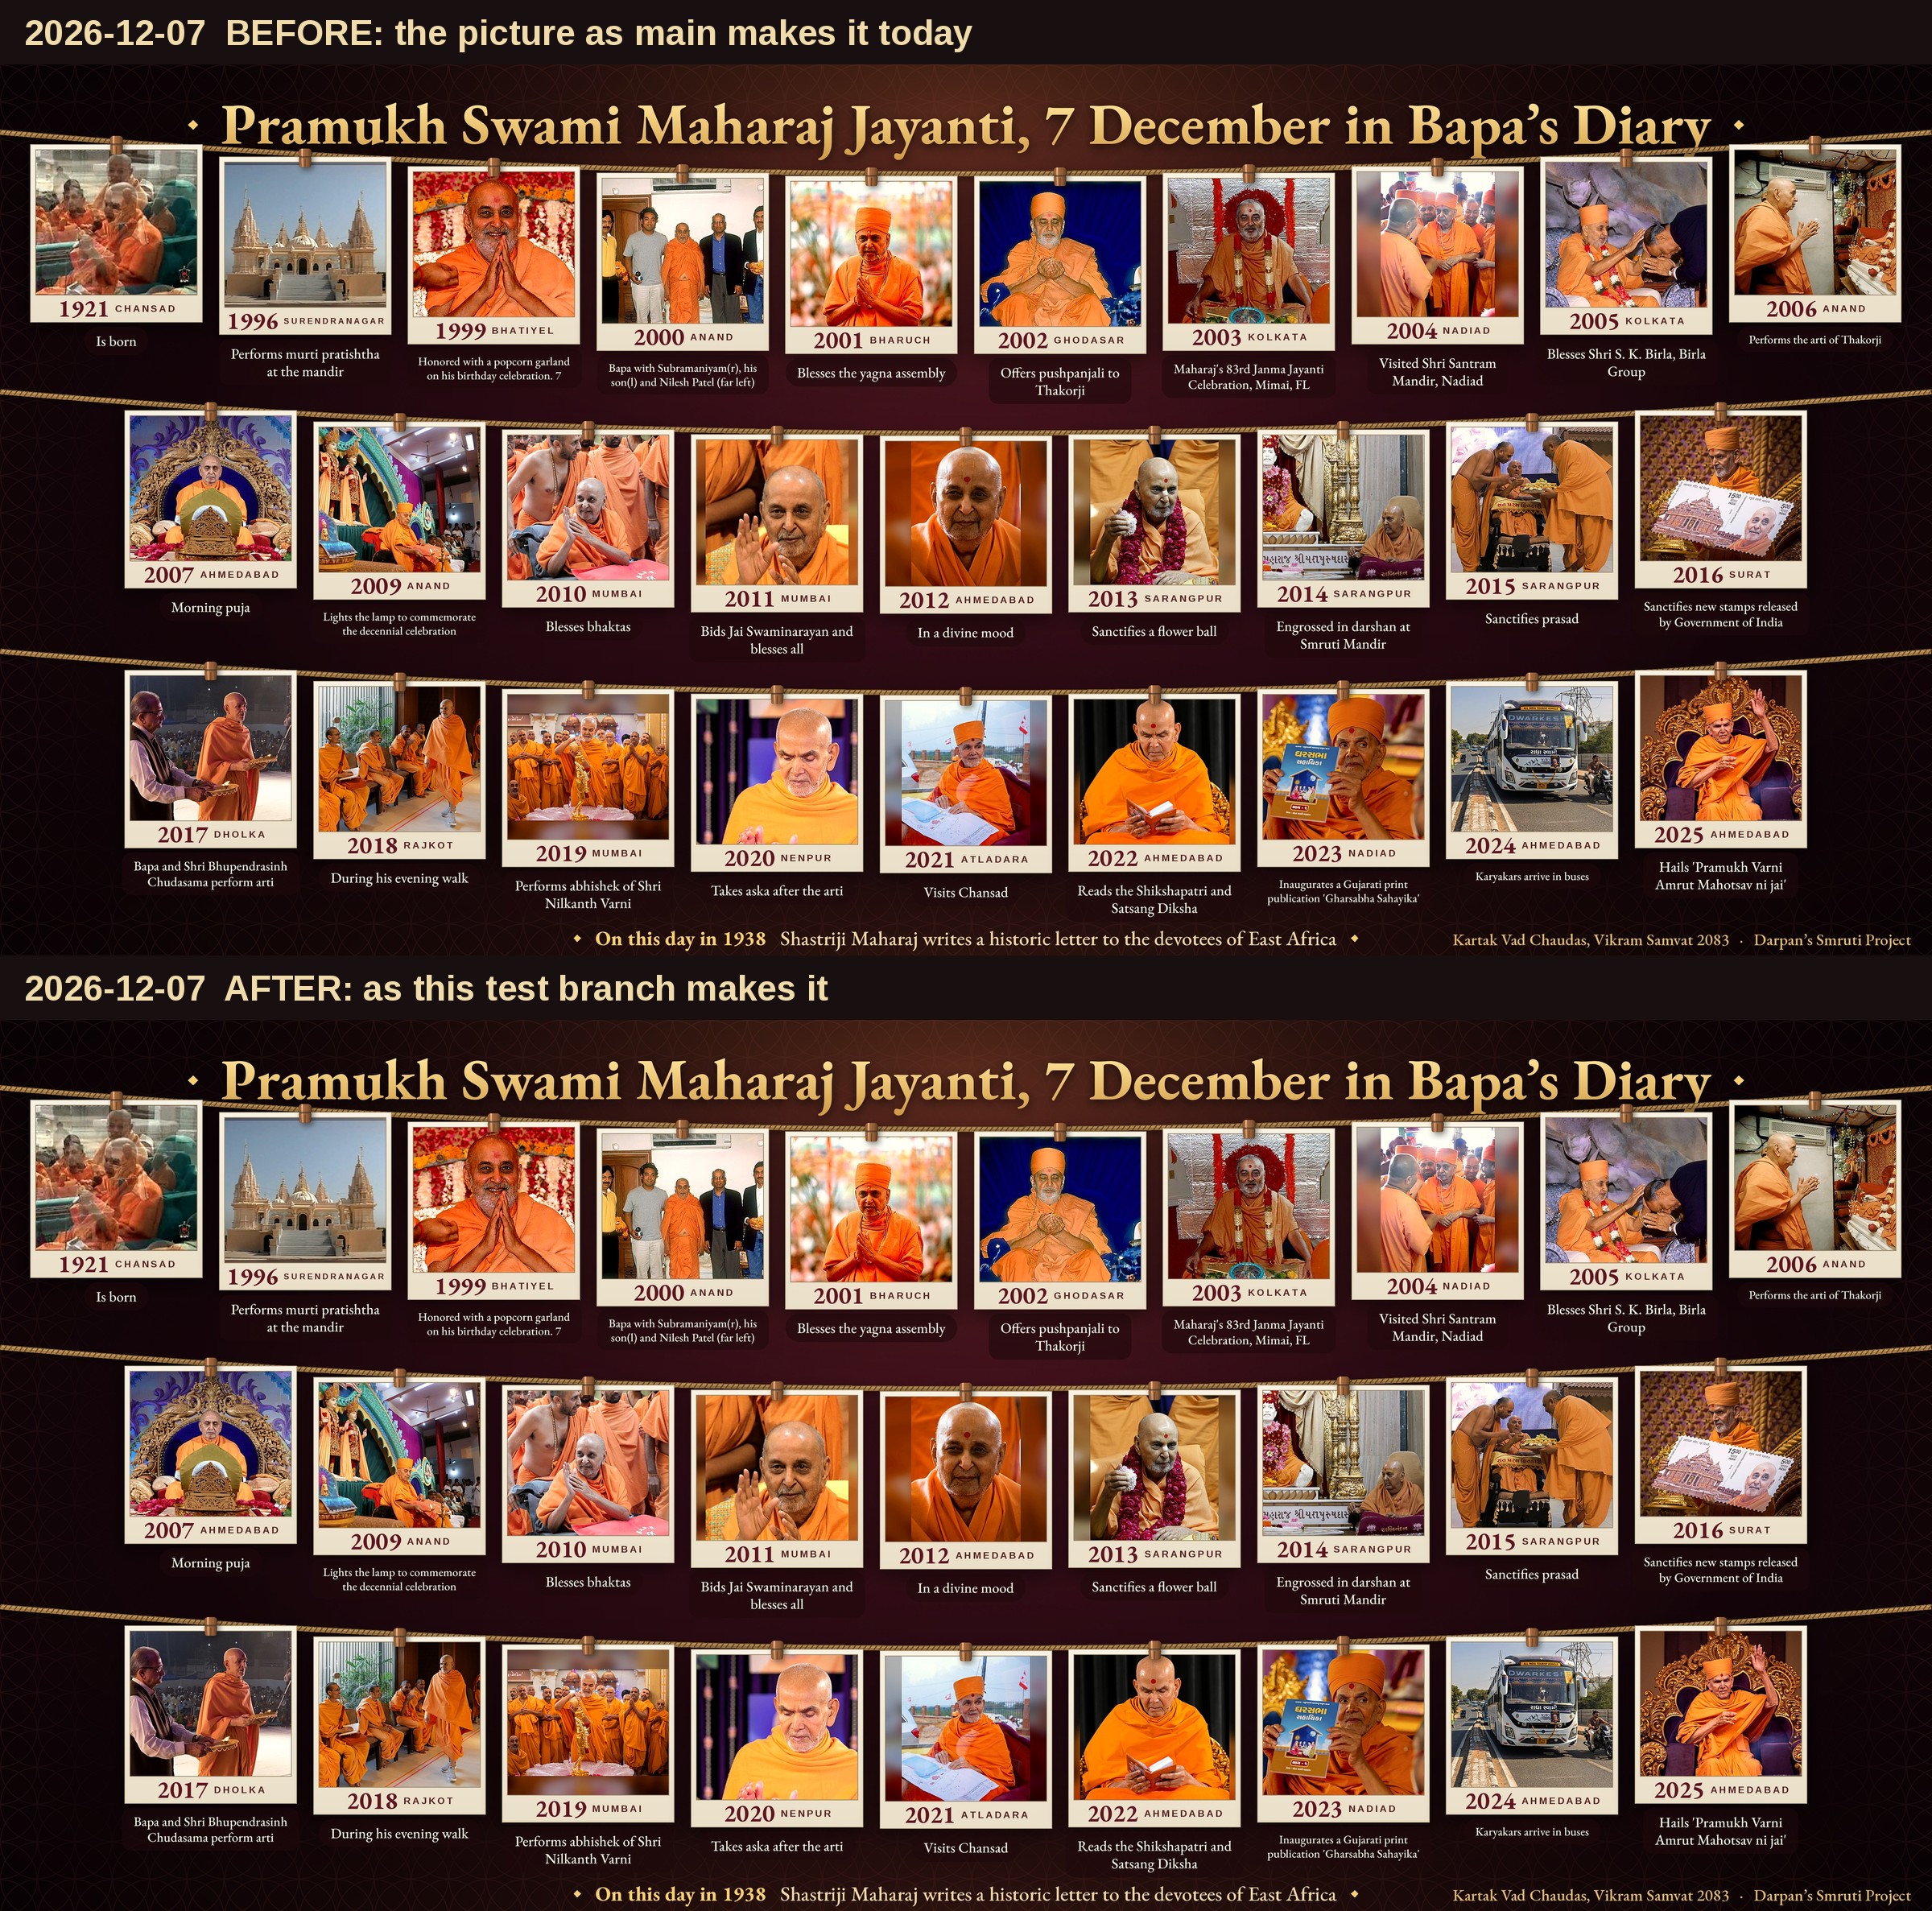 2026-12-07 BEFORE: the picture as main makes it today
Pramukh Swami Maharaj Jayanti, 7 December in Bapa’s Diary
1921 CHANSAD
Is born
1996 SURENDRANAGAR
Performs murti pratishtha
at the mandir
1999 BHATIYEL
Honored with a popcorn garland
on his birthday celebration. 7
2000 ANAND
Bapa with Subramaniyam(r), his
son(l) and Nilesh Patel (far left)
2001 BHARUCH
Blesses the yagna assembly
2002 GHODASAR
Offers pushpanjali to
Thakorji
2003 KOLKATA
Maharaj's 83rd Janma Jayanti
Celebration, Mimai, FL
2004 NADIAD
Visited Shri Santram
Mandir, Nadiad
2005 KOLKATA
Blesses Shri S. K. Birla, Birla
Group
2006 ANAND
Performs the arti of Thakorji
2007 AHMEDABAD
Morning puja
2009 ANAND
Lights the lamp to commemorate
the decennial celebration
2010 MUMBAI
Blesses bhaktas
2011 MUMBAI
Bids Jai Swaminarayan and
blesses all
2012 AHMEDABAD
In a divine mood
2013 SARANGPUR
Sanctifies a flower ball
2014 SARANGPUR
Engrossed in darshan at
Smruti Mandir
2015 SARANGPUR
Sanctifies prasad
2016 SURAT
Sanctifies new stamps released
by Government of India
2017 DHOLKA
Bapa and Shri Bhupendrasinh
Chudasama perform arti
2018 RAJKOT
During his evening walk
2019 MUMBAI
Performs abhishek of Shri
Nilkanth Varni
2020 NENPUR
Takes aska after the arti
2021 ATLADARA
Visits Chansad
2022 AHMEDABAD
Reads the Shikshapatri and
Satsang Diksha
ઘરસભા
સહાયિકા
2023 NADIAD
Inaugurates a Gujarati print
publication 'Gharsabha Sahayika'
2024 AHMEDABAD
Karyakars arrive in buses
2025 AHMEDABAD
Hails 'Pramukh Varni
Amrut Mahotsav ni jai'
On this day in 1938 Shastriji Maharaj writes a historic letter to the devotees of East Africa
Kartak Vad Chaudas, Vikram Samvat 2083 · Darpan’s Smruti Project
2026-12-07 AFTER: as this test branch makes it
Pramukh Swami Maharaj Jayanti, 7 December in Bapa’s Diary
1921 CHANSAD
Is born
1996 SURENDRANAGAR
Performs murti pratishtha
at the mandir
1999 BHATIYEL
Honored with a popcorn garland
on his birthday celebration. 7
2000 ANAND
Bapa with Subramaniyam(r), his
son(l) and Nilesh Patel (far left)
2001 BHARUCH
Blesses the yagna assembly
2002 GHODASAR
Offers pushpanjali to
Thakorji
2003 KOLKATA
Maharaj's 83rd Janma Jayanti
Celebration, Mimai, FL
2004 NADIAD
Visited Shri Santram
Mandir, Nadiad
2005 KOLKATA
Blesses Shri S. K. Birla, Birla
Group
2006 ANAND
Performs the arti of Thakorji
2007 AHMEDABAD
Morning puja
2009 ANAND
Lights the lamp to commemorate
the decennial celebration
2010 MUMBAI
Blesses bhaktas
2011 MUMBAI
Bids Jai Swaminarayan and
blesses all
2012 AHMEDABAD
In a divine mood
2013 SARANGPUR
Sanctifies a flower ball
2014 SARANGPUR
Engrossed in darshan at
Smruti Mandir
2015 SARANGPUR
Sanctifies prasad
2016 SURAT
Sanctifies new stamps released
by Government of India
2017 DHOLKA
Bapa and Shri Bhupendrasinh
Chudasama perform arti
2018 RAJKOT
During his evening walk
2019 MUMBAI
Performs abhishek of Shri
Nilkanth Varni
2020 NENPUR
Takes aska after the arti
2021 ATLADARA
Visits Chansad
2022 AHMEDABAD
Reads the Shikshapatri and
Satsang Diksha
ઘરસભા
સહાયિકા
2023 NADIAD
Inaugurates a Gujarati print
publication 'Gharsabha Sahayika'
2024 AHMEDABAD
Karyakars arrive in buses
2025 AHMEDABAD
Hails 'Pramukh Varni
Amrut Mahotsav ni jai'
On this day in 1938 Shastriji Maharaj writes a historic letter to the devotees of East Africa
Kartak Vad Chaudas, Vikram Samvat 2083 · Darpan’s Smruti Project